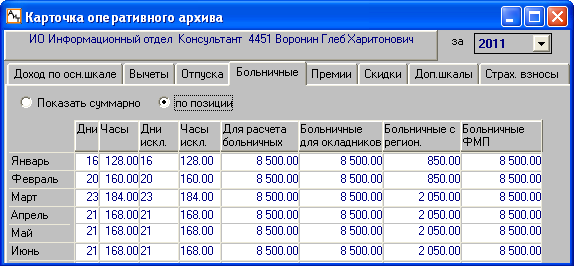 Карточка оперативного архива
ИО Информационный отдел Консультант 4451 Воронин Глеб Харитонович
за 2011
Доход по осн.шкале Вычеты Отпуска Больничные Премии Скидки Доп.шкалы Страх. взносы
Показать суммарно по позиции
Дни Часы Дни искл. Часы искл. Для расчета больничных Больничные для окладников Больничные с регион. Больничные ФМП
Январь 16 128.00 16 128.00 8 500.00 8 500.00 850.00 8 500.00
Февраль 20 160.00 20 160.00 8 500.00 8 500.00 850.00 8 500.00
Март 23 184.00 23 184.00 8 500.00 8 500.00 2 050.00 8 500.00
Апрель 21 168.00 21 168.00 8 500.00 8 500.00 2 050.00 8 500.00
Май 21 168.00 21 168.00 8 500.00 8 500.00 2 050.00 8 500.00
Июнь 21 168.00 21 168.00 8 500.00 8 500.00 2 050.00 8 500.00